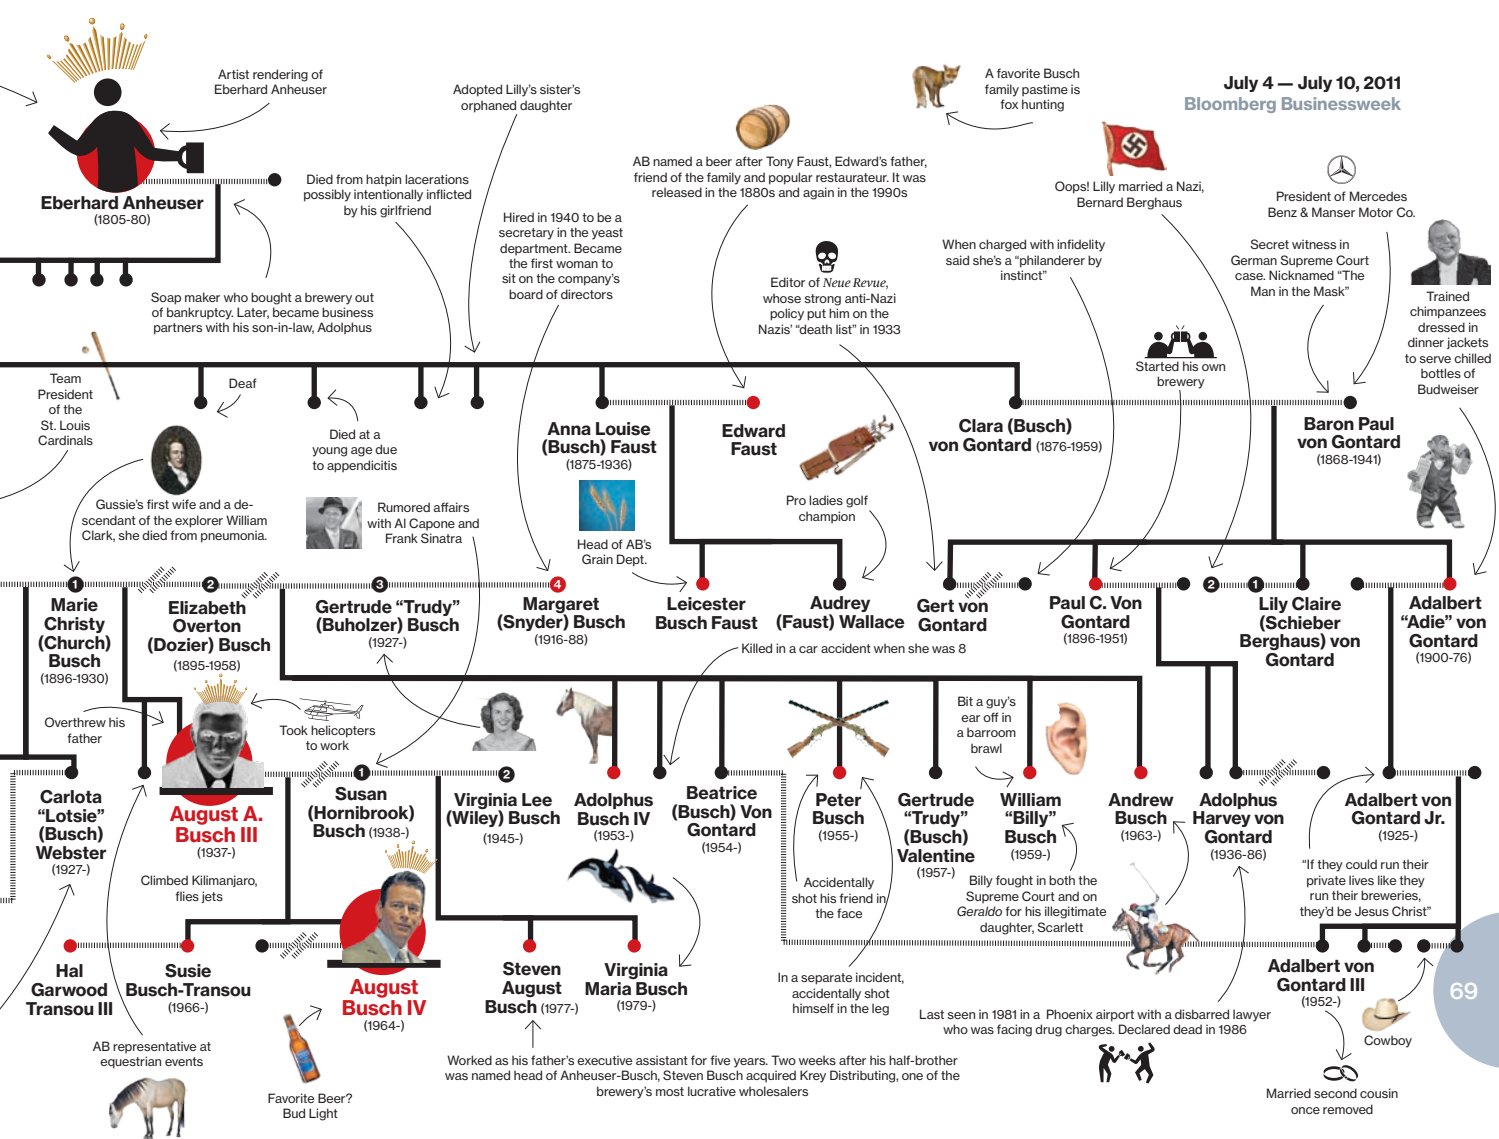 July 4 — July 10, 2011
Bloomberg Businessweek
Artist rendering of
Eberhard Anheuser
Adopted Lilly's sister's
orphaned daughter
A favorite Busch
family pastime is
fox hunting
AB named a beer after Tony Faust, Edward's father,
friend of the family and popular restaurateur. It was
released in the 1880s and again in the 1990s
Oops! Lilly married a Nazi,
Bernard Berghaus
President of Mercedes
Benz & Manser Motor Co.
Eberhard Anheuser
(1805-80)
Died from hatpin lacerations
possibly intentionally inflicted
by his girlfriend
Hired in 1940 to be a
secretary in the yeast
department. Became
the first woman to
sit on the company's
board of directors
When charged with infidelity
said she's a "philanderer by
instinct"
Secret witness in
German Supreme Court
case. Nicknamed "The
Man in the Mask"
Editor of Neue Revue,
whose strong anti-Nazi
policy put him on the
Nazis' "death list" in 1933
Soap maker who bought a brewery out
of bankruptcy. Later, became business
partners with his son-in-law, Adolphus
Trained
chimpanzees
dressed in
dinner jackets
to serve chilled
bottles of
Budweiser
Started his own
brewery
Team
President
of the
St. Louis
Cardinals
Deaf
Died at a
young age due
to appendicitis
Anna Louise
(Busch) Faust
(1875-1936)
Edward
Faust
Clara (Busch)
von Gontard (1876-1959)
Baron Paul
von Gontard
(1868-1941)
Gussie's first wife and a de-
scendant of the explorer William
Clark, she died from pneumonia.
Rumored affairs
with Al Capone and
Frank Sinatra
Head of AB's
Grain Dept.
Pro ladies golf
champion
1
2
3
4
2
1
Marie
Christy
(Church)
Busch
(1896-1930)
Elizabeth
Overton
(Dozier) Busch
(1895-1958)
Gertrude "Trudy"
(Buholzer) Busch
(1927-)
Margaret
(Snyder) Busch
(1916-88)
Leicester
Busch Faust
Audrey
(Faust) Wallace
Gert von
Gontard
Paul C. Von
Gontard
(1896-1951)
Lily Claire
(Schieber
Berghaus) von
Gontard
Adalbert
"Adie" von
Gontard
(1900-76)
Killed in a car accident when she was 8
Overthrew his
father
Took helicopters
to work
Bit a guy's
ear off in
a barroom
brawl
1
2
Carlota
"Lotsie"
(Busch)
Webster
(1927-)
August A.
Busch III
(1937-)
Climbed Kilimanjaro,
flies jets
Susan
(Hornibrook)
Busch (1938-)
Virginia Lee
(Wiley) Busch
(1945-)
Adolphus
Busch IV
(1953-)
Beatrice
(Busch) Von
Gontard
(1954-)
Peter
Busch
(1955-)
Gertrude
"Trudy"
(Busch)
Valentine
(1957-)
William
"Billy"
Busch
(1959-)
Andrew
Busch
(1963-)
Adolphus
Harvey von
Gontard
(1936-86)
Adalbert von
Gontard Jr.
(1925-)
Accidentally
shot his friend in
the face
Billy fought in both the
Supreme Court and on
Geraldo for his illegitimate
daughter, Scarlett
"If they could run their
private lives like they
run their breweries,
they'd be Jesus Christ"
Hal
Garwood
Transou III
Susie
Busch-Transou
(1966-)
August
Busch IV
(1964-)
Steven
August
Busch (1977-)
Virginia
Maria Busch
(1979-)
In a separate incident,
accidentally shot
himself in the leg
Adalbert von
Gontard III
(1952-)
69
Last seen in 1981 in a Phoenix airport with a disbarred lawyer
who was facing drug charges. Declared dead in 1986
Cowboy
AB representative at
equestrian events
Favorite Beer?
Bud Light
Worked as his father's executive assistant for five years. Two weeks after his half-brother
was named head of Anheuser-Busch, Steven Busch acquired Krey Distributing, one of the
brewery's most lucrative wholesalers
Married second cousin
once removed